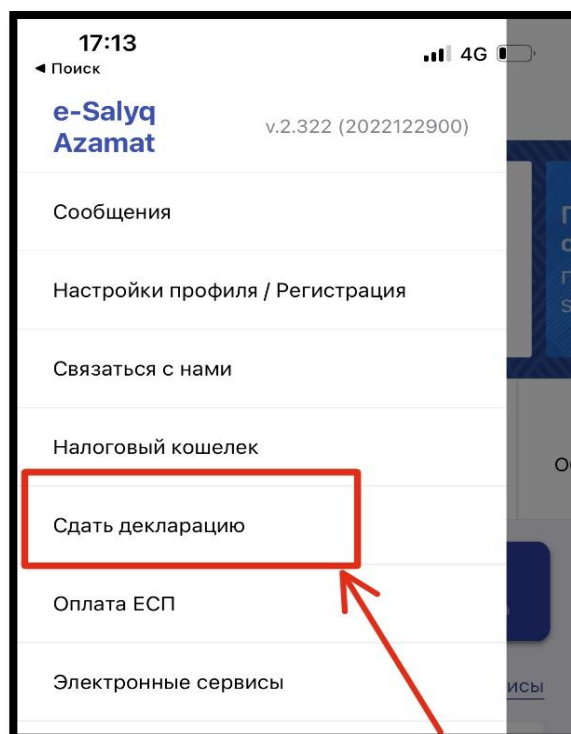 17:13
4G
◀ Поиск
e-Salyq
Azamat
v.2.322 (2022122900)
Сообщения
Настройки профиля / Регистрация
Связаться с нами
Налоговый кошелек
Сдать декларацию
Оплата ЕСП
Электронные сервисы